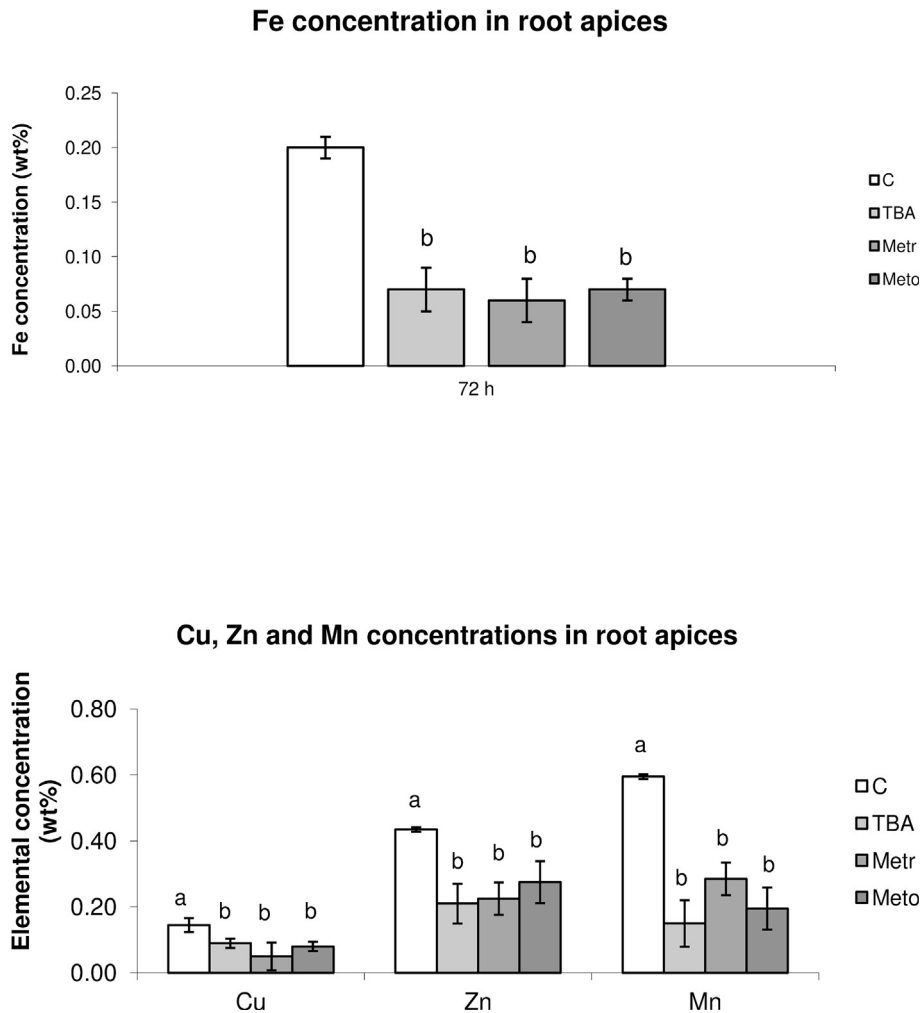 Fe concentration in root apices
Fe concentration (wt%)
0.25
0.20
0.15
0.10
0.05
0.00
b
b
b
72 h
C
TBA
Metr
Meto
Cu, Zn and Mn concentrations in root apices
Elemental concentration
(wt%)
0.80
0.60
0.40
0.20
0.00
a
b
b
b
a
b
b
b
a
b
b
b
Cu
Zn
Mn
C
TBA
Metr
Meto